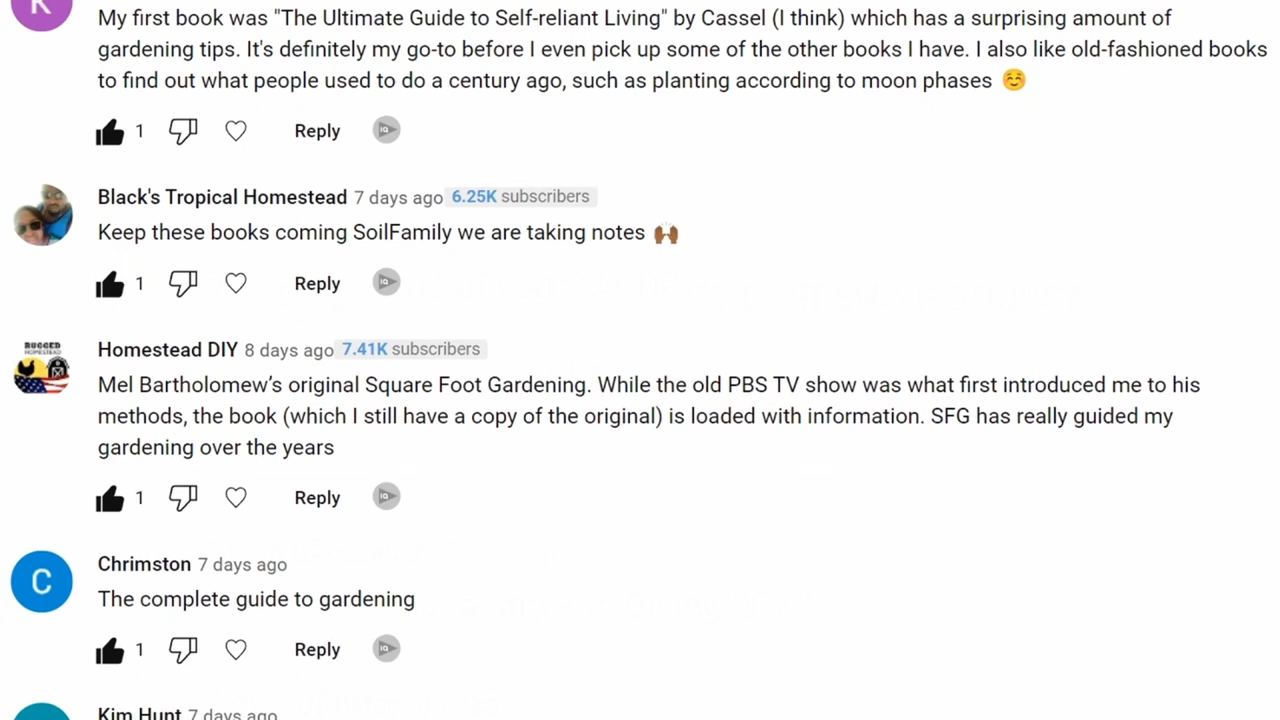 K
My first book was "The Ultimate Guide to Self-reliant Living" by Cassel (I think) which has a surprising amount of
gardening tips. It's definitely my go-to before I even pick up some of the other books I have. I also like old-fashioned books
to find out what people used to do a century ago, such as planting according to moon phases ☺️
1 Reply IQ
Black's Tropical Homestead 7 days ago 6.25K subscribers
Keep these books coming SoilFamily we are taking notes 🙌🏾
1 Reply IQ
RUGGED
HOMESTEAD
Homestead DIY 8 days ago 7.41K subscribers
Mel Bartholomew’s original Square Foot Gardening. While the old PBS TV show was what first introduced me to his
methods, the book (which I still have a copy of the original) is loaded with information. SFG has really guided my
gardening over the years
1 Reply IQ
C
Chrimston 7 days ago
The complete guide to gardening
1 Reply IQ
Kim Hunt 7 days ago